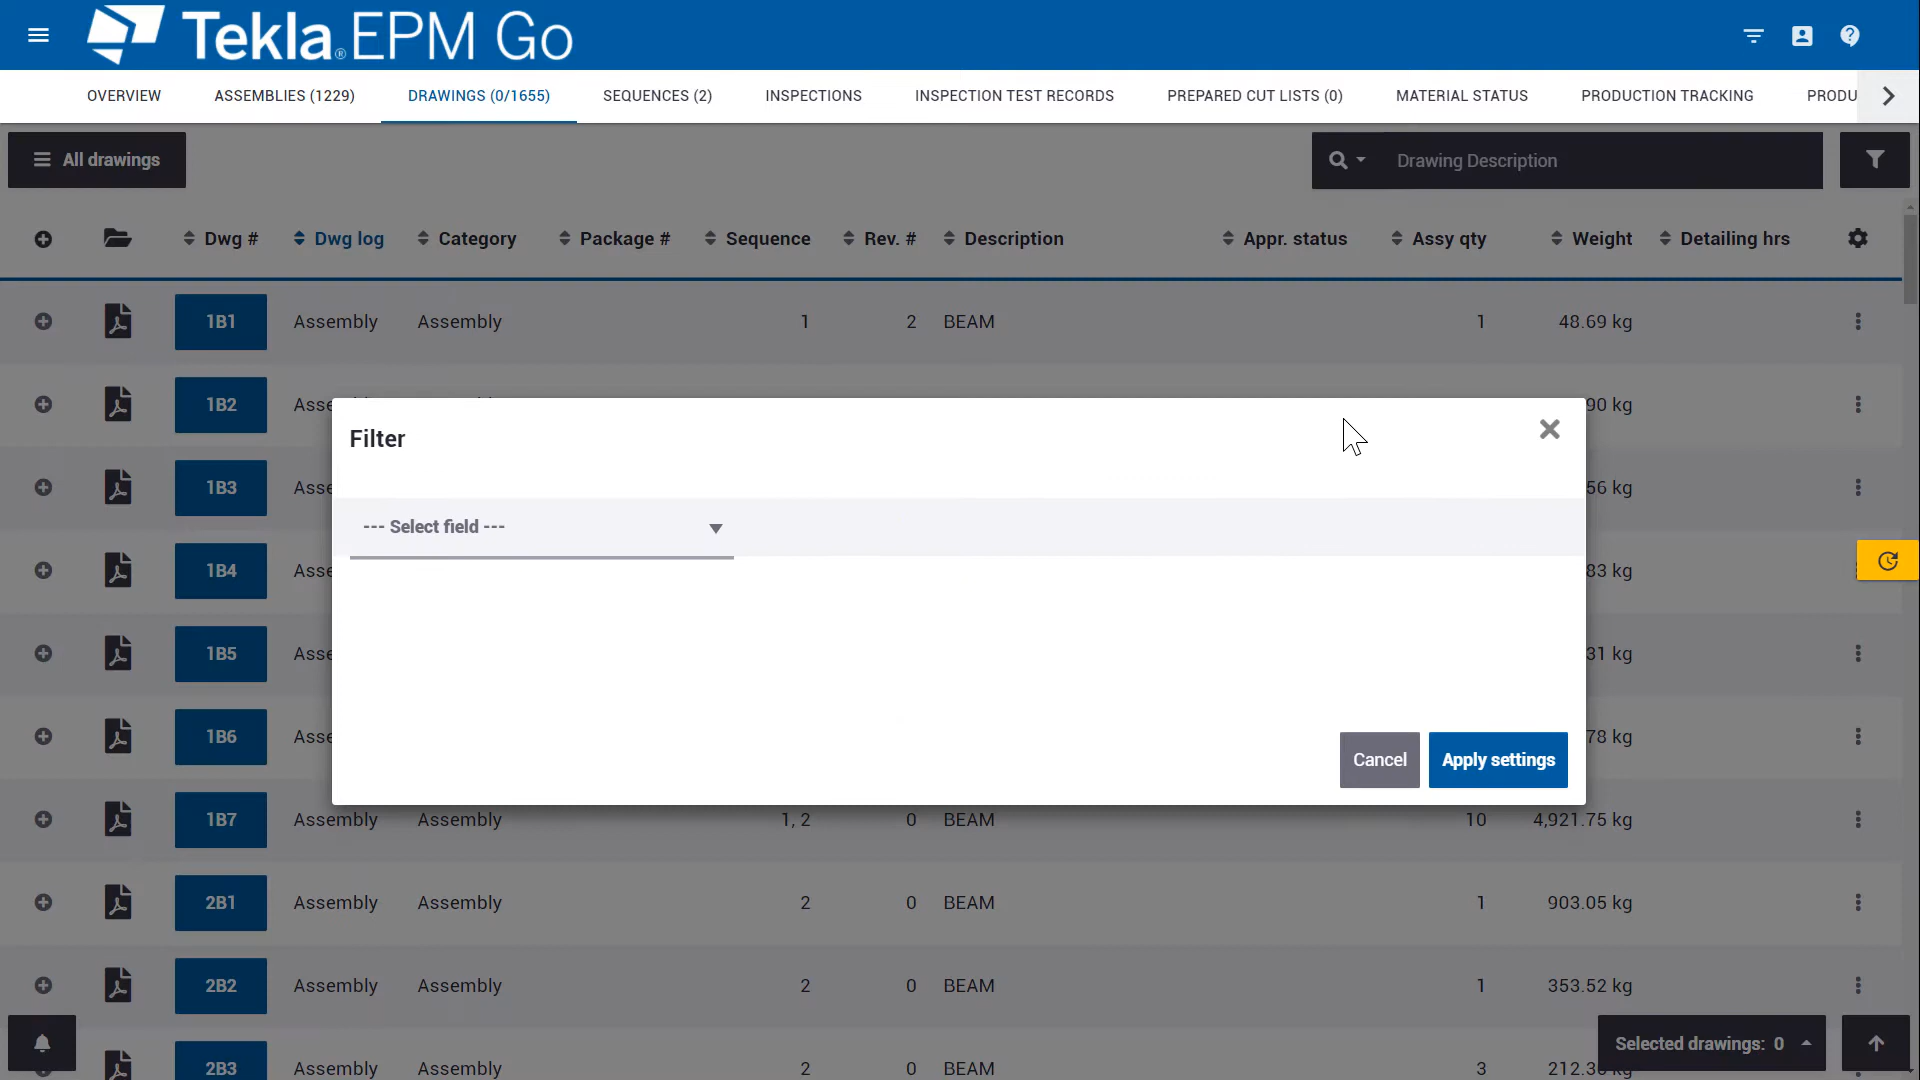 Tekla® EPM Go
OVERVIEW ASSEMBLIES (1229) DRAWINGS (0/1655) SEQUENCES (2) INSPECTIONS INSPECTION TEST RECORDS PREPARED CUT LISTS (0) MATERIAL STATUS PRODUCTION TRACKING PRODU
All drawings Drawing Description
Dwg # Dwg log Category Package # Sequence Rev. # Description Appr. status Assy qty Weight Detailing hrs
1B1 Assembly Assembly 1 2 BEAM 1 48.69 kg
1B2 Asse 90 kg
Filter
1B3 Asse 56 kg
--- Select field ---
1B4 Asse 83 kg
1B5 Asse 31 kg
1B6 Asse 78 kg
Cancel Apply settings
1B7 Assembly Assembly 1, 2 0 BEAM 10 4,921.75 kg
2B1 Assembly Assembly 2 0 BEAM 1 903.05 kg
2B2 Assembly Assembly 2 0 BEAM 1 353.52 kg
Selected drawings: 0
2B3 Assembly Assembly 2 0 BEAM 3